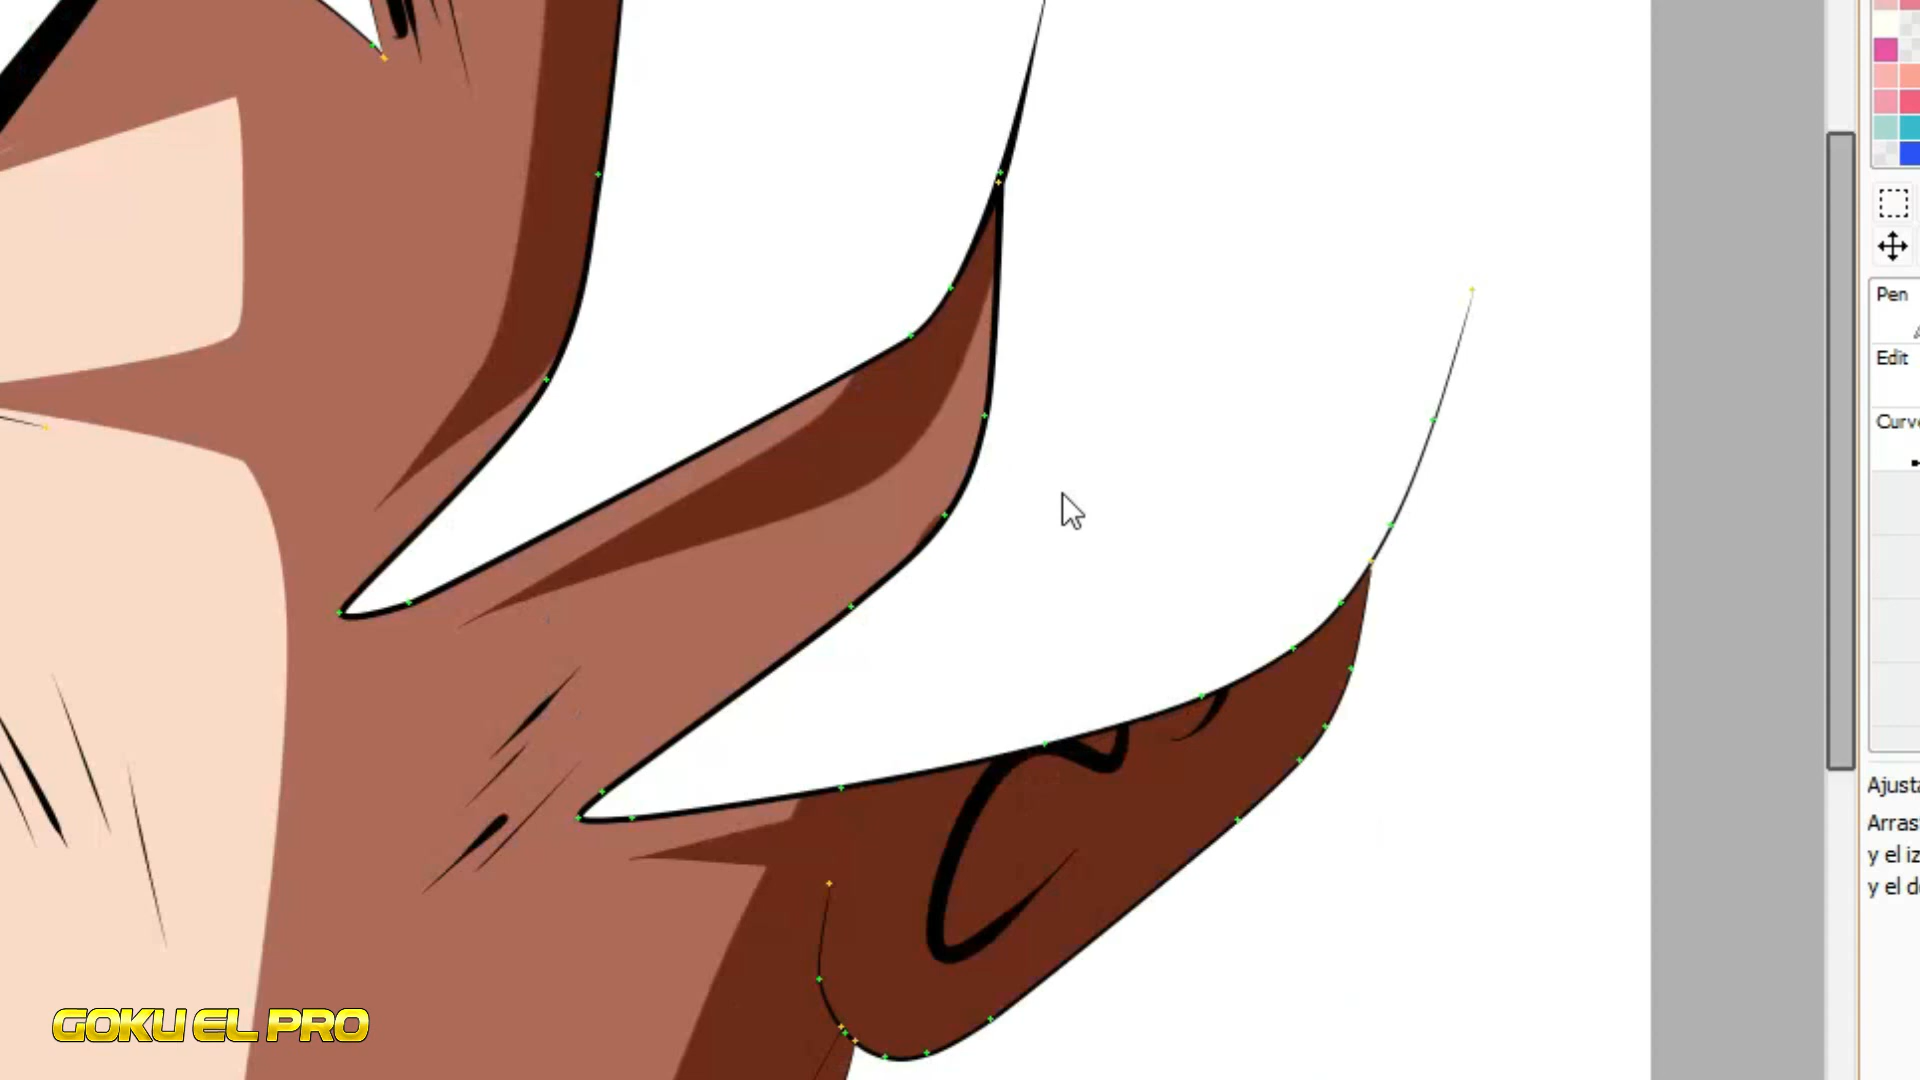 Pen
Edit
Curv
Ajusta
Arras
y el iz
y el d
GOKU EL PRO